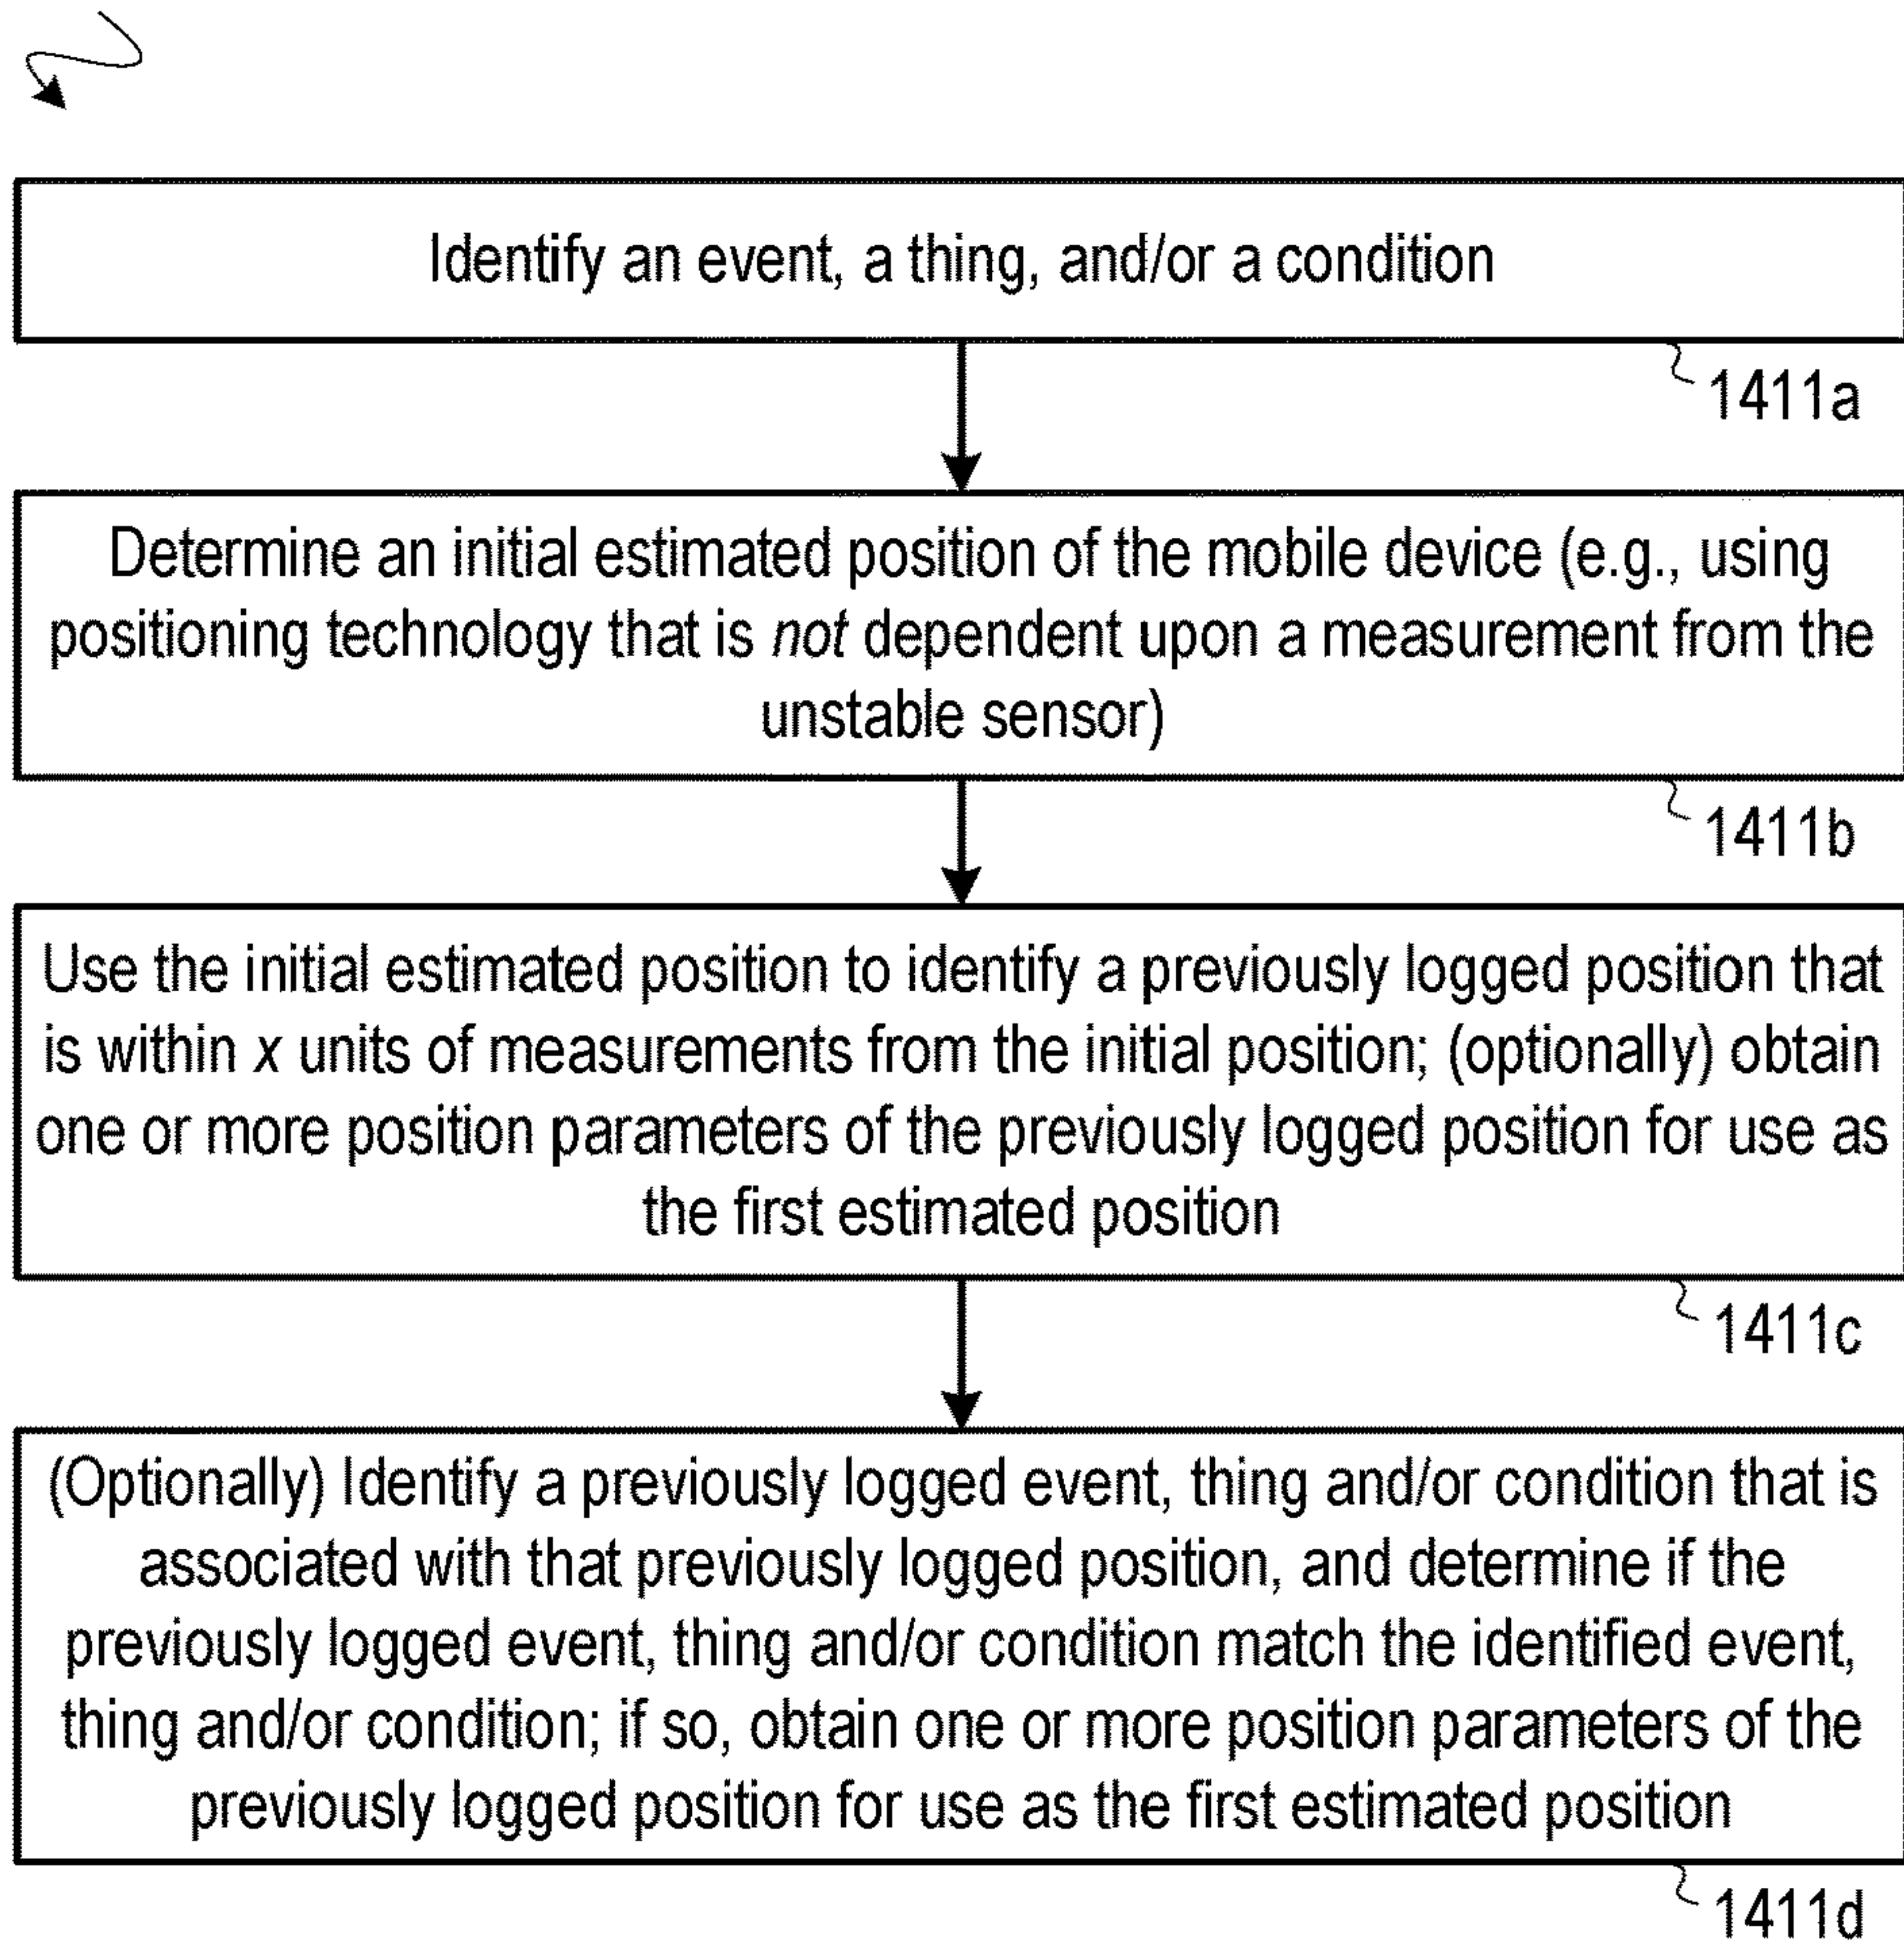 Identify an event, a thing, and/or a condition
1411a
Determine an initial estimated position of the mobile device (e.g., using
positioning technology that is not dependent upon a measurement from the
unstable sensor)
1411b
Use the initial estimated position to identify a previously logged position that
is within x units of measurements from the initial position; (optionally) obtain
one or more position parameters of the previously logged position for use as
the first estimated position
1411c
(Optionally) Identify a previously logged event, thing and/or condition that is
associated with that previously logged position, and determine if the
previously logged event, thing and/or condition match the identified event,
thing and/or condition; if so, obtain one or more position parameters of the
previously logged position for use as the first estimated position
1411d